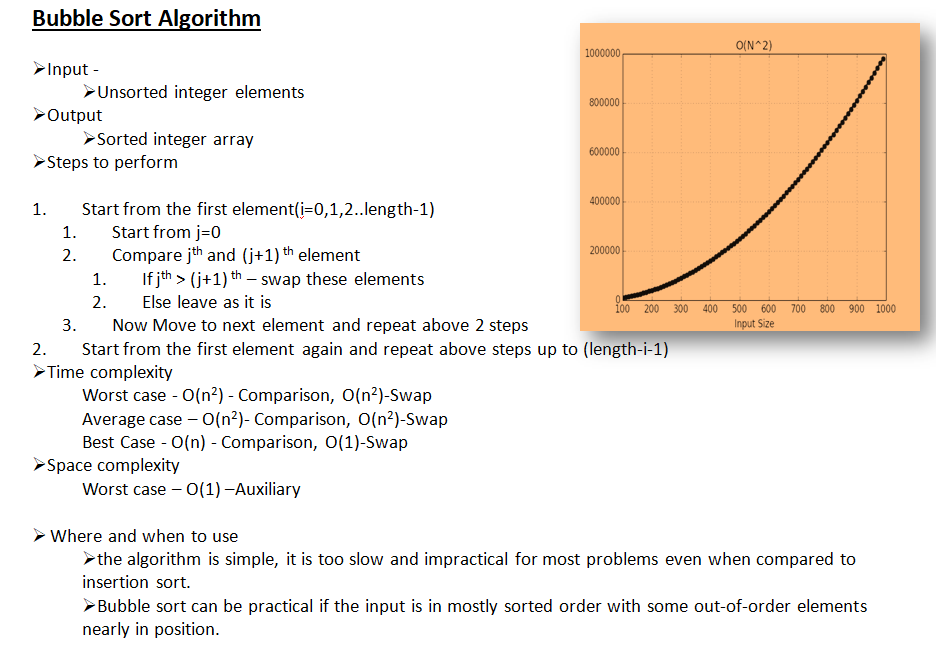 Bubble Sort Algorithm
➢Input -
➢Unsorted integer elements
➢Output
➢Sorted integer array
➢Steps to perform
1. Start from the first element(i=0,1,2..length-1)
1. Start from j=0
2. Compare jth and (j+1) th element
1. If jth > (j+1) th – swap these elements
2. Else leave as it is
3. Now Move to next element and repeat above 2 steps
2. Start from the first element again and repeat above steps up to (length-i-1)
➢Time complexity
Worst case - O(n²) - Comparison, O(n²)-Swap
Average case – O(n²)- Comparison, O(n²)-Swap
Best Case - O(n) - Comparison, O(1)-Swap
➢Space complexity
Worst case – O(1) –Auxiliary
➢ Where and when to use
➢the algorithm is simple, it is too slow and impractical for most problems even when compared to
insertion sort.
➢Bubble sort can be practical if the input is in mostly sorted order with some out-of-order elements
nearly in position.
O(N^2)
1000000
800000
600000
400000
200000
0
100 200 300 400 500 600 700 800 900 1000
Input Size